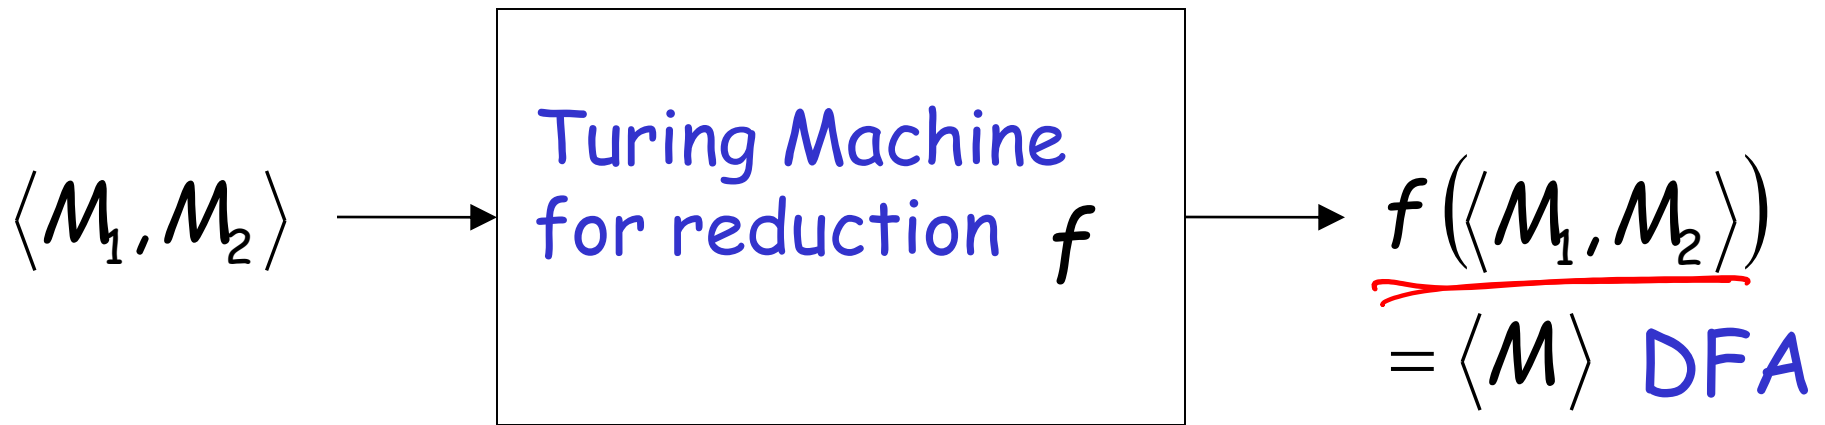 ⟨M₁, M₂⟩
Turing Machine
for reduction f
f(⟨M₁, M₂⟩)
= ⟨M⟩ DFA